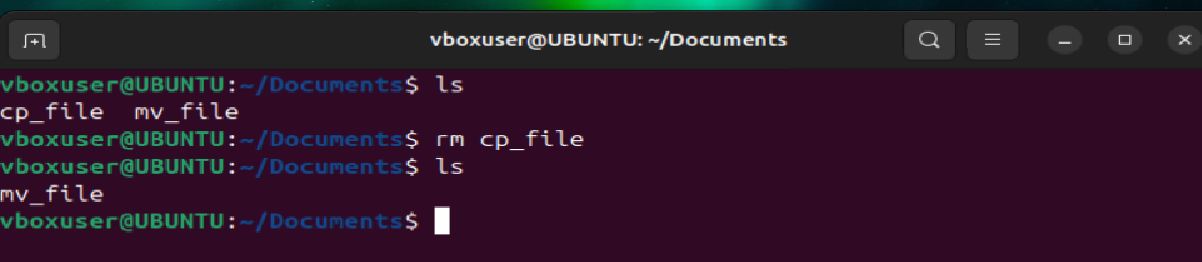 vboxuser@UBUNTU: ~/Documents
vboxuser@UBUNTU:~/Documents$ ls
cp_file  mv_file
vboxuser@UBUNTU:~/Documents$ rm cp_file
vboxuser@UBUNTU:~/Documents$ ls
mv_file
vboxuser@UBUNTU:~/Documents$